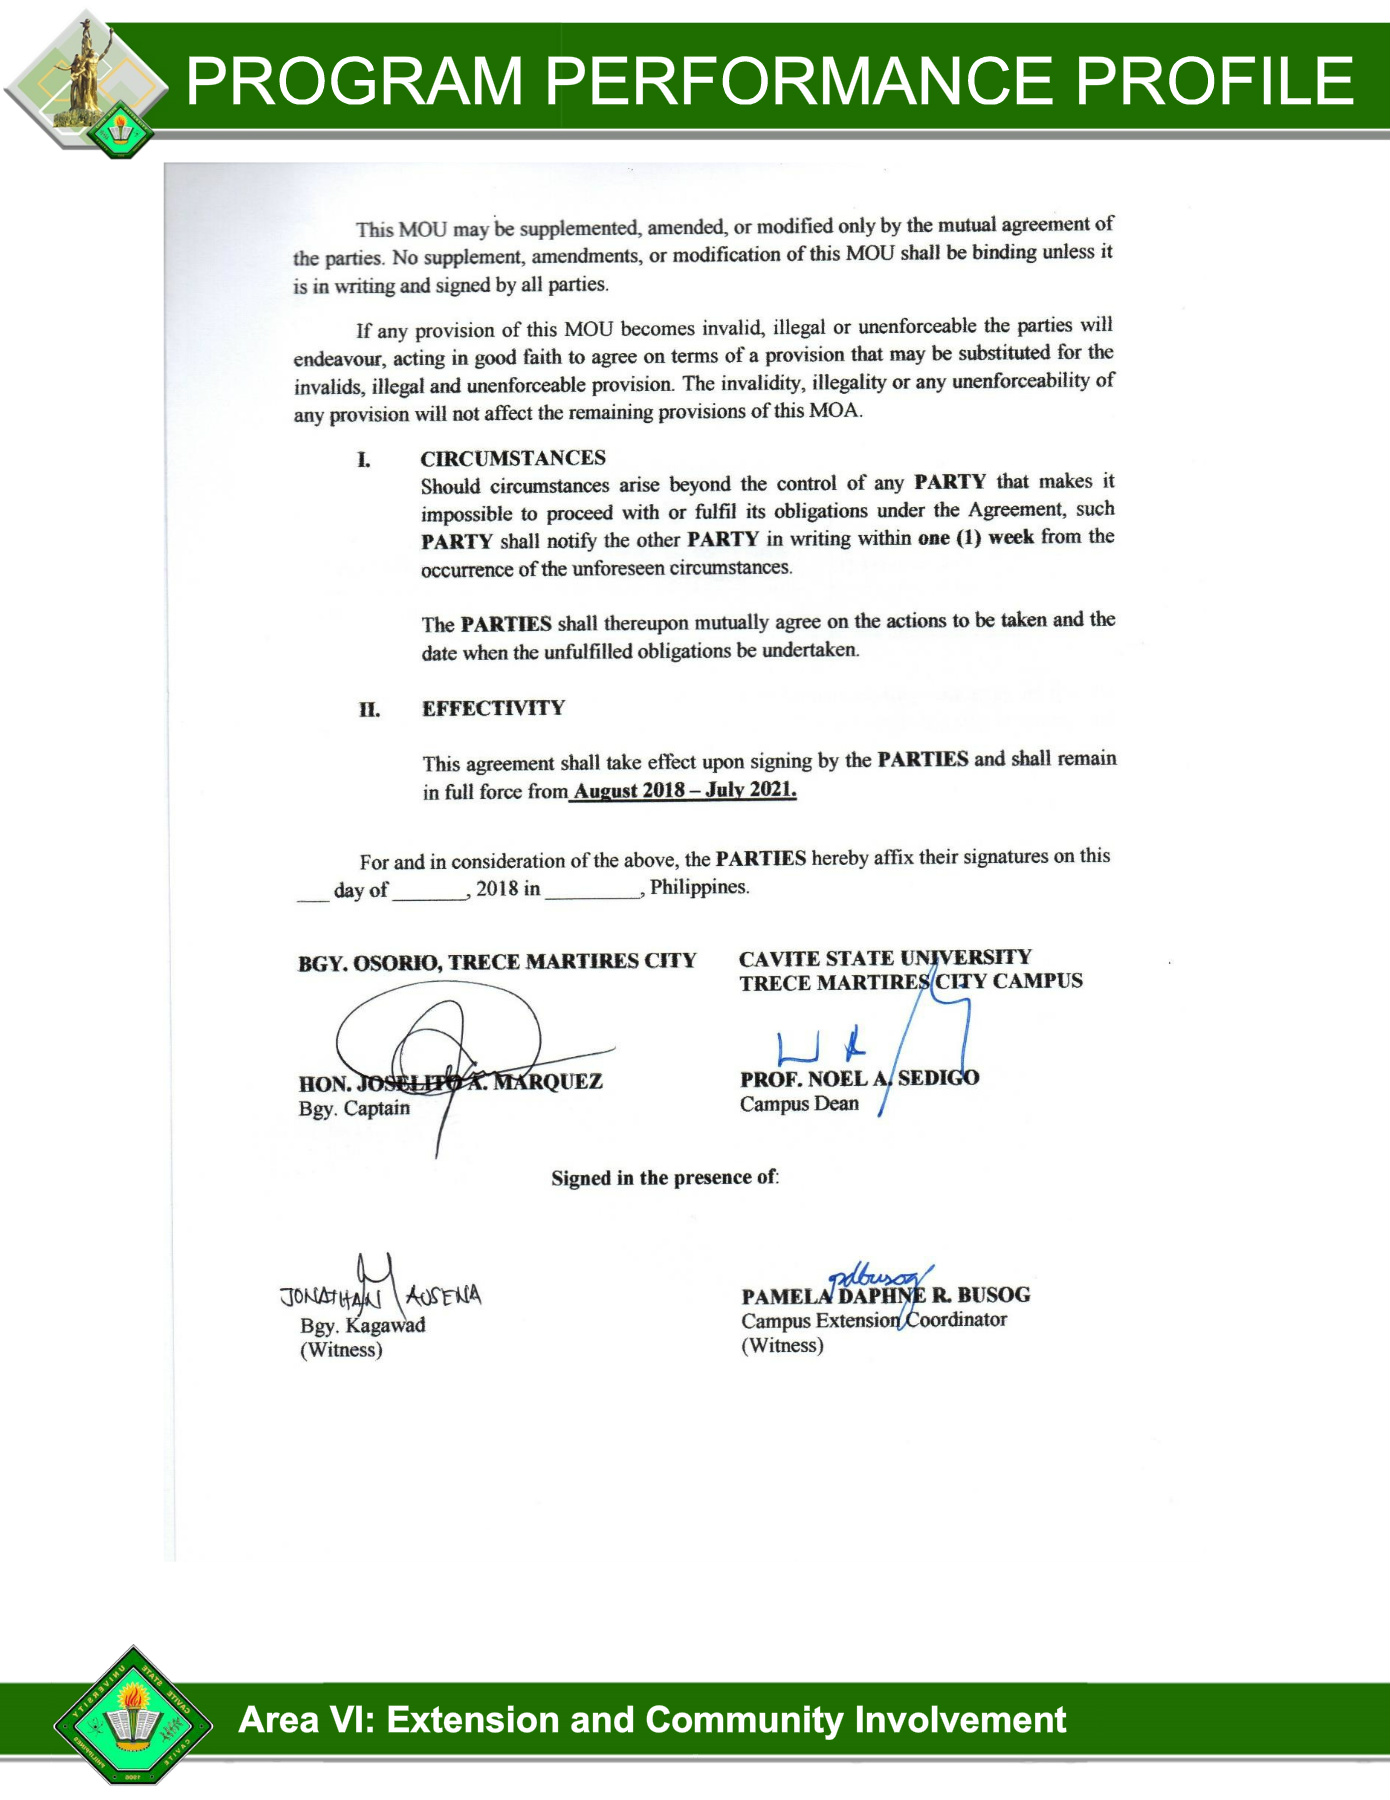 PROGRAM PERFORMANCE PROFILE
This MOU may be supplemented, amended, or modified only by the mutual agreement of
the parties. No supplement, amendments, or modification of this MOU shall be binding unless it
is in writing and signed by all parties.
If any provision of this MOU becomes invalid, illegal or unenforceable the parties will
endeavour, acting in good faith to agree on terms of a provision that may be substituted for the
invalids, illegal and unenforceable provision. The invalidity, illegality or any unenforceability of
any provision will not affect the remaining provisions of this MOA.
I. CIRCUMSTANCES
Should circumstances arise beyond the control of any PARTY that makes it
impossible to proceed with or fulfil its obligations under the Agreement, such
PARTY shall notify the other PARTY in writing within one (1) week from the
occurrence of the unforeseen circumstances.
The PARTIES shall thereupon mutually agree on the actions to be taken and the
date when the unfulfilled obligations be undertaken.
II. EFFECTIVITY
This agreement shall take effect upon signing by the PARTIES and shall remain
in full force from August 2018 – July 2021.
For and in consideration of the above, the PARTIES hereby affix their signatures on this
___ day of _______, 2018 in _________, Philippines.
BGY. OSORIO, TRECE MARTIRES CITY
CAVITE STATE UNIVERSITY
TRECE MARTIRES CITY CAMPUS
HON. JOSELITO A. MARQUEZ
Bgy. Captain
PROF. NOEL A. SEDIGO
Campus Dean
Signed in the presence of:
JONATHAN AUSENA
Bgy. Kagawad
(Witness)
pdbusog
PAMELA DAPHNE R. BUSOG
Campus Extension Coordinator
(Witness)
CAVITE STATE UNIVERSITY
CAVITE PHILIPPINES
1906
Area VI: Extension and Community Involvement